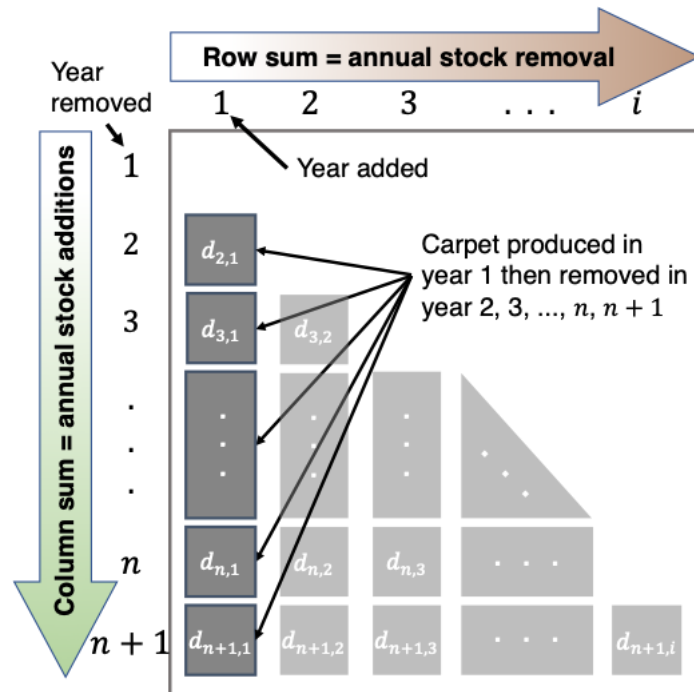 Row sum = annual stock removal
Year
removed
1 2 3 . . . i
Year added
Column sum = annual stock additions
1
2
3
.
.
.
n
n + 1
Carpet produced in
year 1 then removed in
year 2, 3, ..., n, n + 1
d2,1
d3,1 d3,2
. . .
. . .
. . .
. . .
dn,1 dn,2 dn,3 . . .
dn+1,1 dn+1,2 dn+1,3 . . . dn+1,i